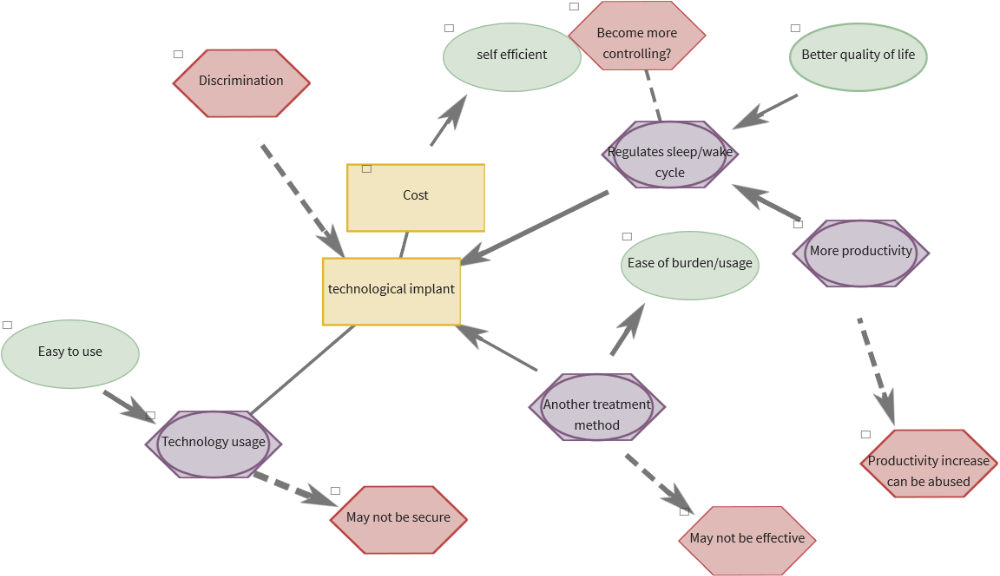 Become more
controlling?
self efficient
Better quality of life
Discrimination
Regulates sleep/wake
cycle
Cost
More productivity
Ease of burden/usage
technological implant
Easy to use
Another treatment
method
Technology usage
Productivity increase
can be abused
May not be secure
May not be effective